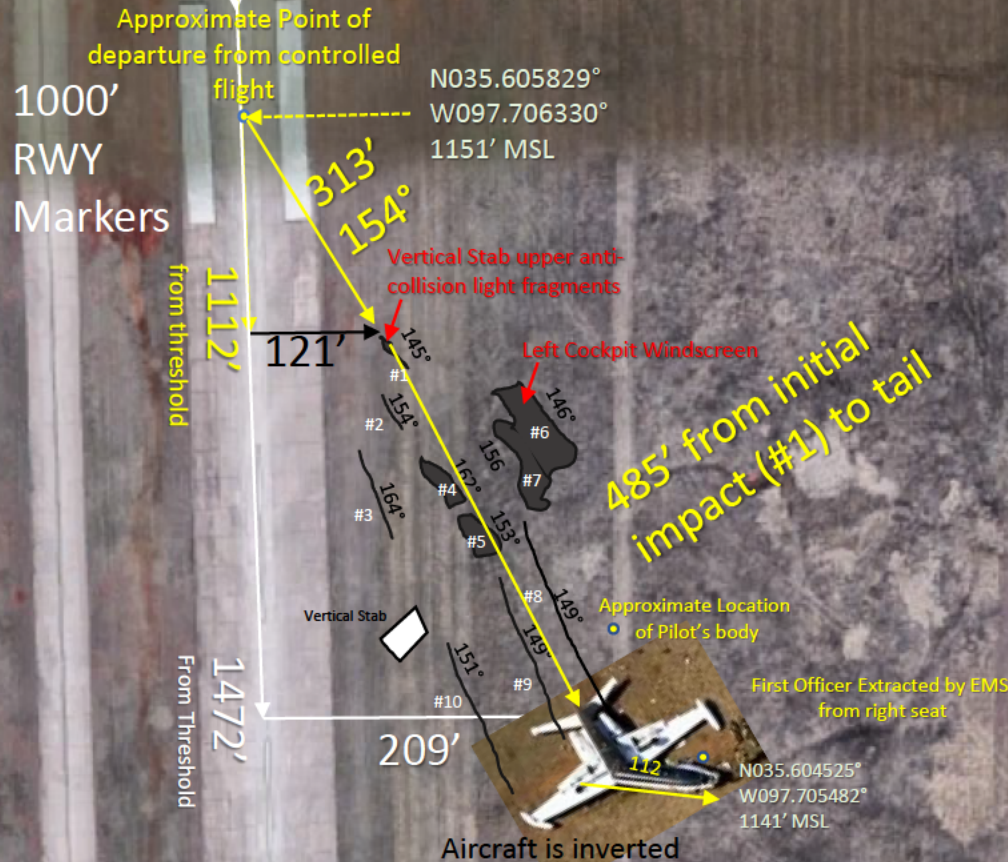 Approximate Point of
departure from controlled
flight
N035.605829°
W097.706330°
1151’ MSL
1000’
RWY
Markers
313’
154°
Vertical Stab upper anti-
collision light fragments
1112’
from threshold
121’
145°
#1
Left Cockpit Windscreen
154°
#2
146°
#6
156
#7
162°
#4
164°
#3
153°
#5
485’ from initial
impact (#1) to tail
#8
149°
Approximate Location
of Pilot’s body
Vertical Stab
149°
#9
151°
#10
1472’
From Threshold
209’
First Officer Extracted by EMS
from right seat
112
N035.604525°
W097.705482°
1141’ MSL
Aircraft is inverted